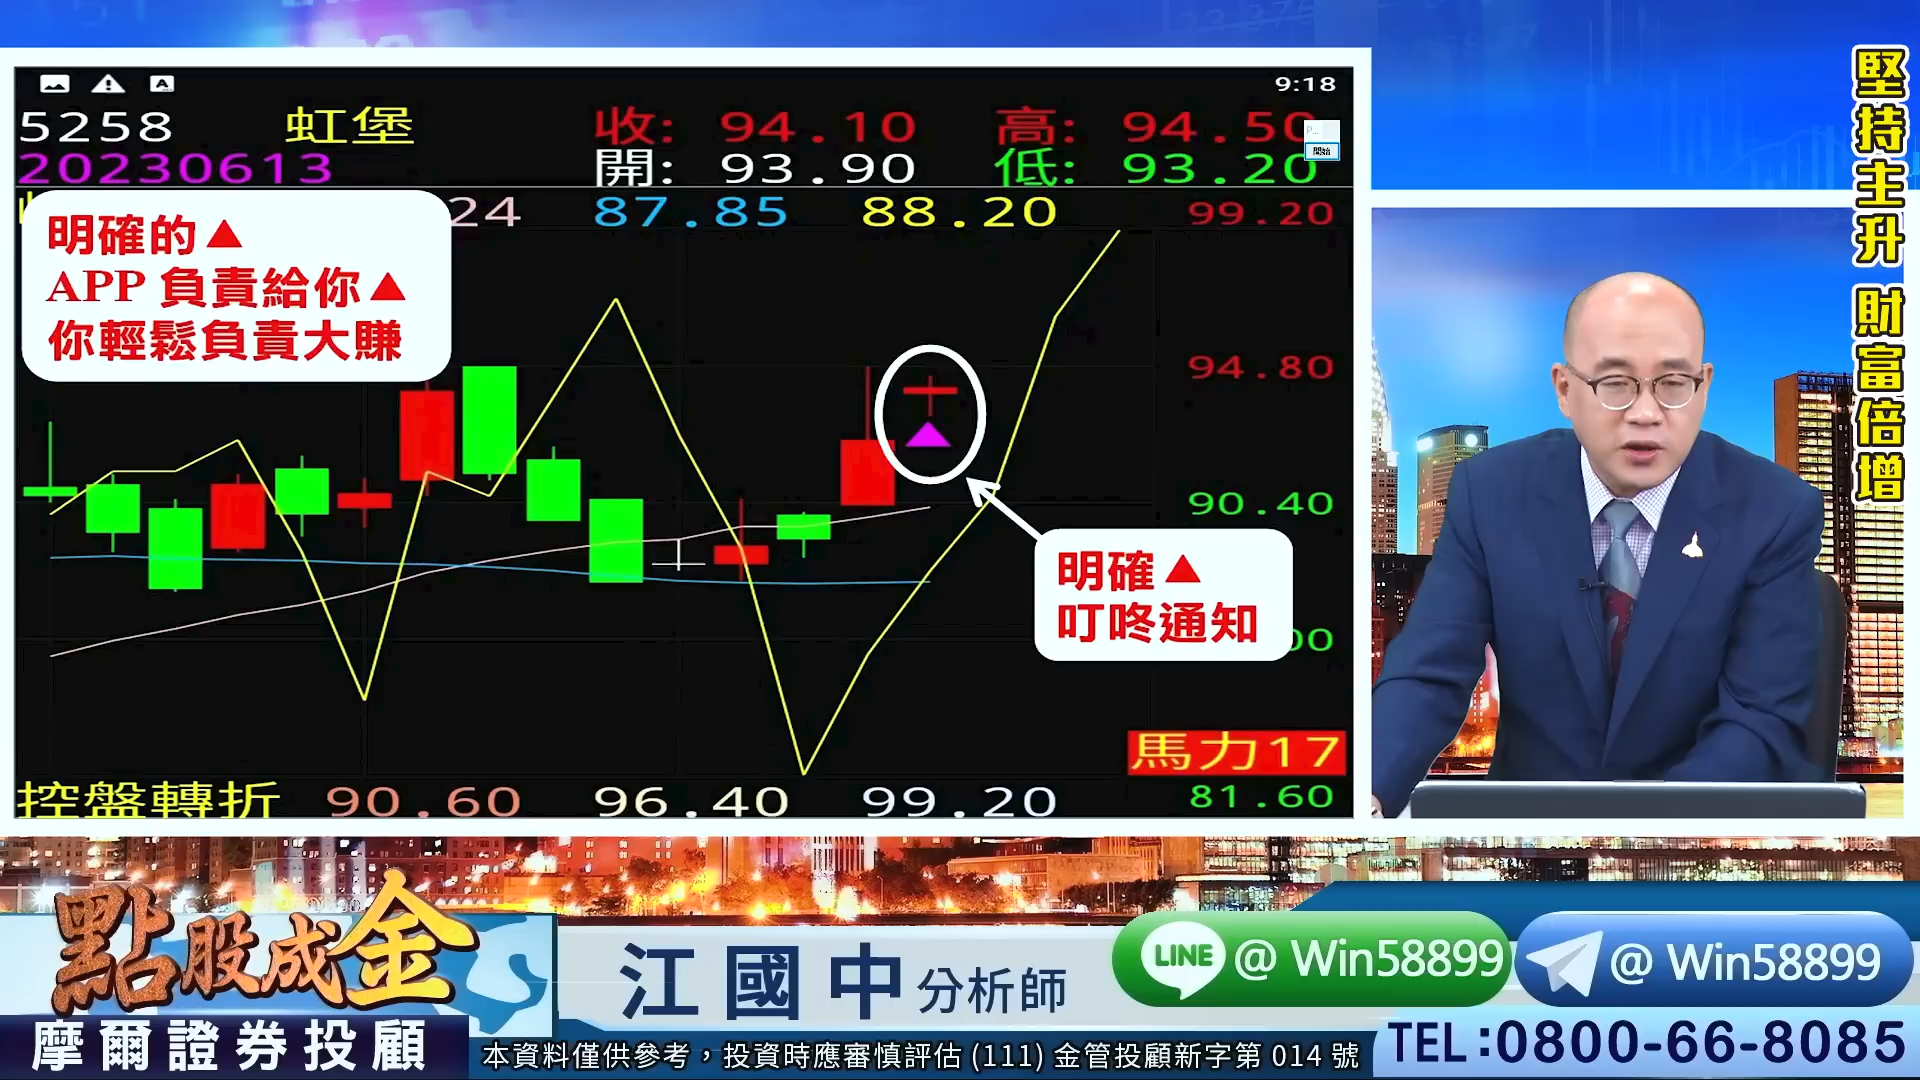 9:18
5258 虹堡 收: 94.10 高: 94.50
20230613 開: 93.90 低: 93.20
開始
24 87.85 88.20 99.20
明確的▲
APP 負責給你▲
你輕鬆負責大賺
94.80
90.40
明確▲
叮咚通知
00
馬力17
控盤轉折 90.60 96.40 99.20 81.60
堅持主升 財富倍增
點股成金
摩爾證券投顧
江國中 分析師
LINE @ Win58899
@ Win58899
TEL:0800-66-8085
本資料僅供參考，投資時應審慎評估 (111) 金管投顧新字第 014 號